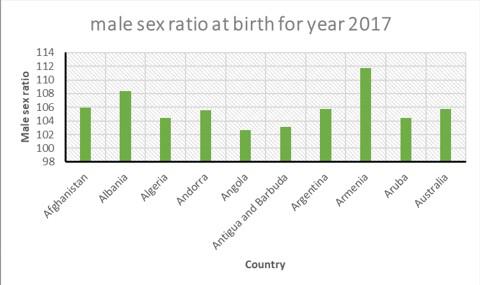 male sex ratio at birth for year 2017
Male sex ratio
114
112
110
108
106
104
102
100
98
Afghanistan
Albania
Algeria
Andorra
Angola
Antigua and Barbuda
Argentina
Armenia
Aruba
Australia
Country